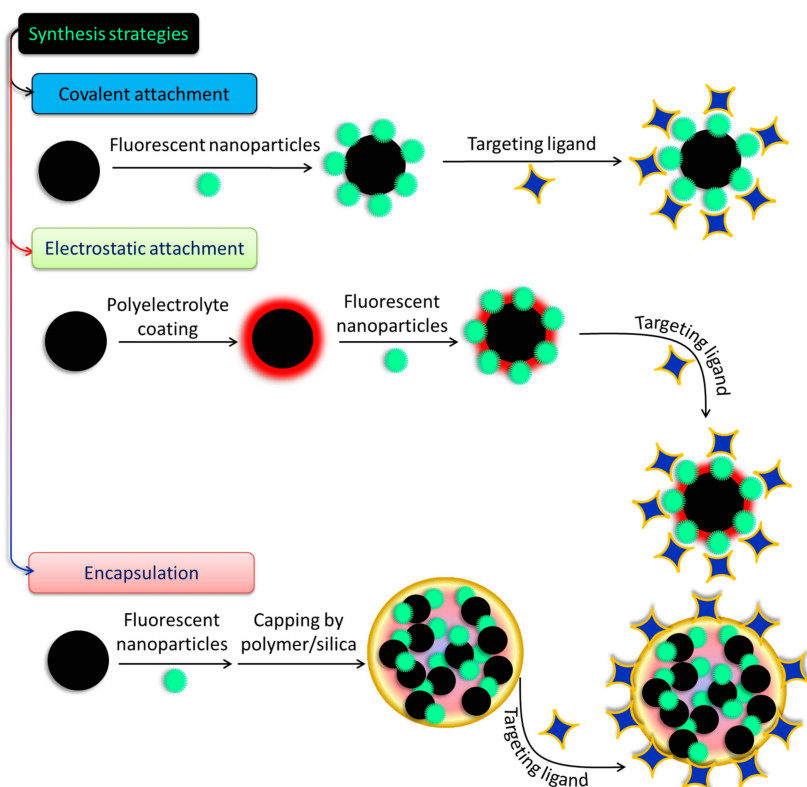 Synthesis strategies
Covalent attachment
Fluorescent nanoparticles
Targeting ligand
Electrostatic attachment
Polyelectrolyte
coating
Fluorescent
nanoparticles
Targeting ligand
Encapsulation
Fluorescent
nanoparticles
Capping by
polymer/silica
Targeting ligand